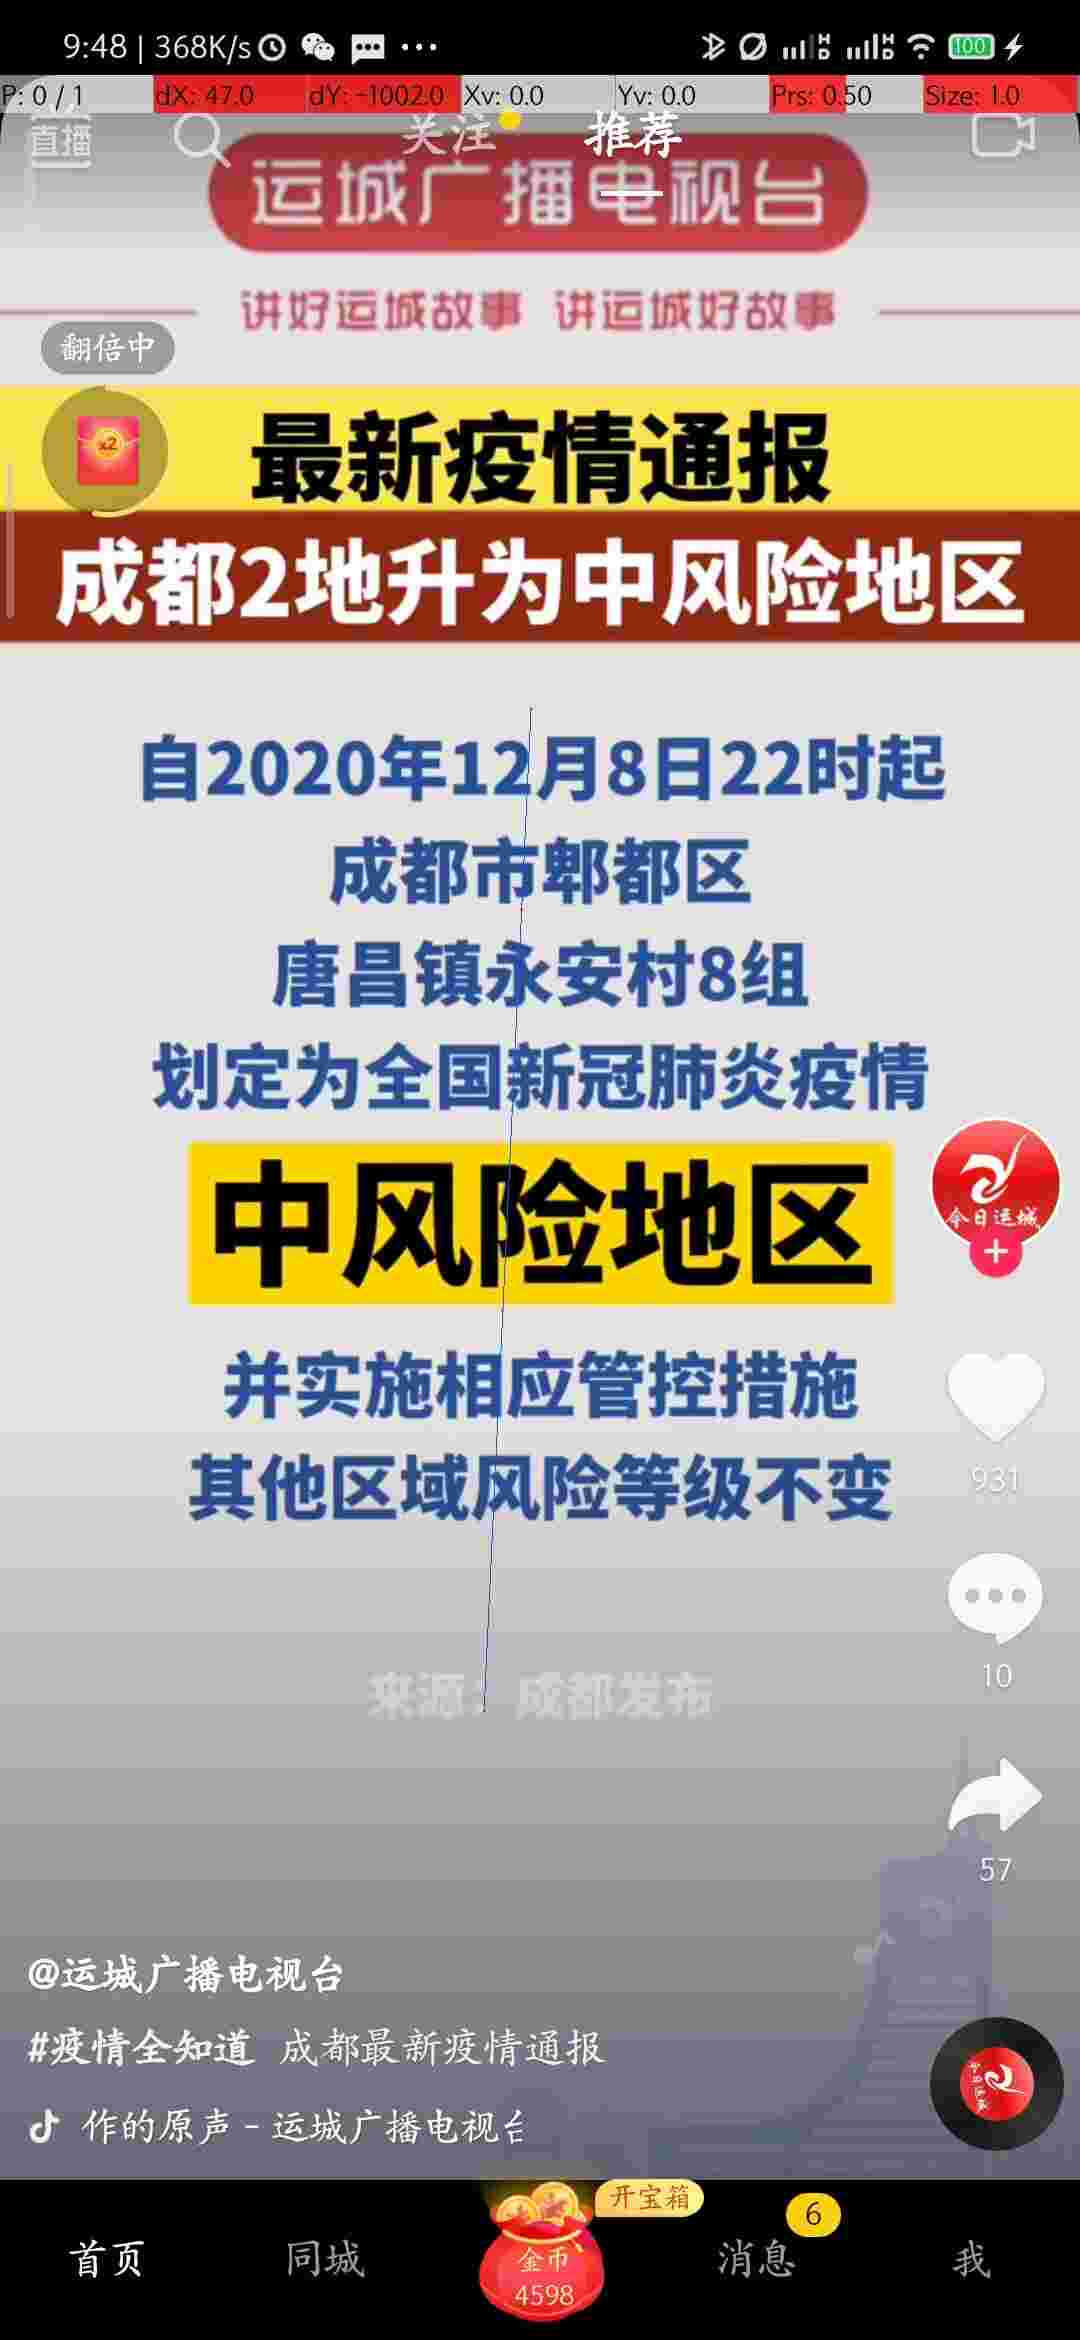 9:48 | 368K/s
100
P: 0 / 1 dX: 47.0 dY: -1002.0 Xv: 0.0 Yv: 0.0 Prs: 0.50 Size: 1.0
直播 关注 推荐
运城广播电视台
讲好运城故事 讲运城好故事
翻倍中
x2
最新疫情通报
成都2地升为中风险地区
自2020年12月8日22时起
成都市郫都区
唐昌镇永安村8组
划定为全国新冠肺炎疫情
中风险地区
今日运城
并实施相应管控措施
931
其他区域风险等级不变
10
来源：成都发布
57
@运城广播电视台
#疫情全知道 成都最新疫情通报
作的原声 - 运城广播电视台
今日运城
开宝箱
首页 同城 金币 4598 消息 6 我